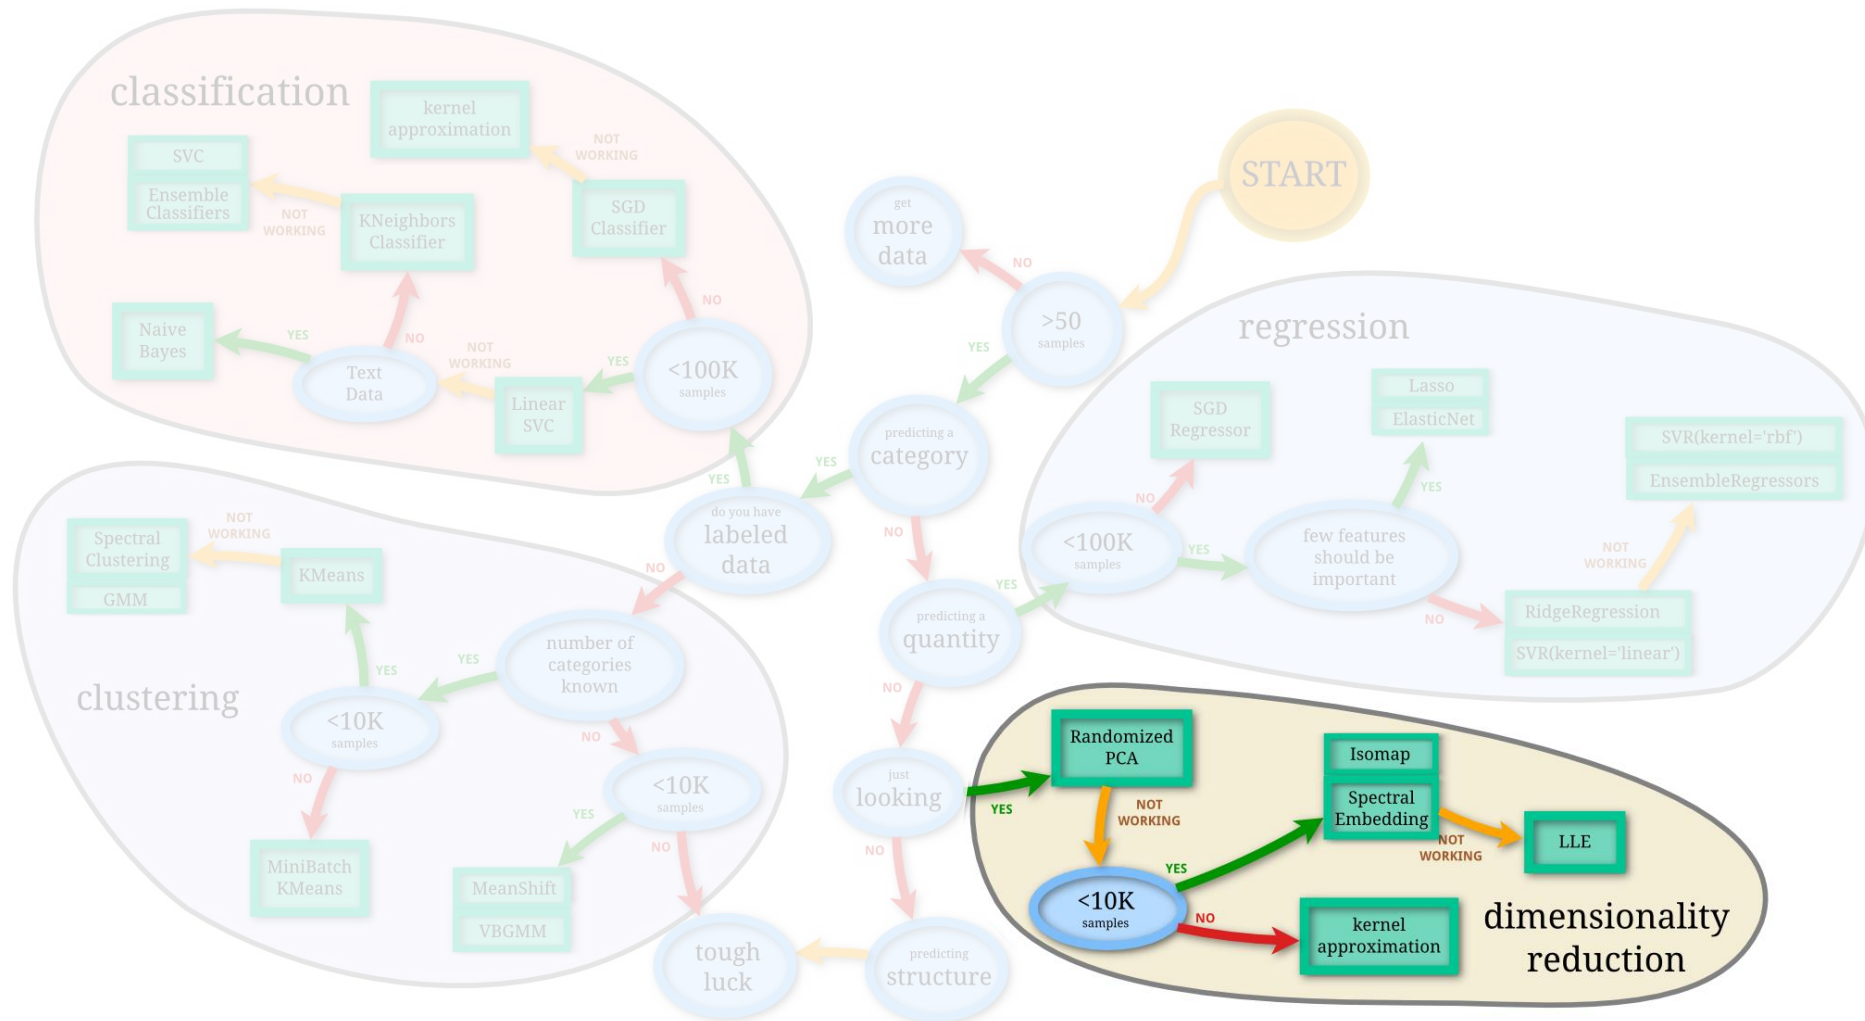 classification
kernel
approximation
NOT
WORKING
SVC
Ensemble
Classifiers
NOT
WORKING
KNeighbors
Classifier
SGD
Classifier
NO
Naive
Bayes
YES
NO
Text
Data
NOT
WORKING
Linear
SVC
YES
<100K
samples
START
get
more
data
NO
>50
samples
YES
predicting a
category
YES
NO
YES
do you have
labeled
data
NO
regression
SGD
Regressor
Lasso
ElasticNet
SVR(kernel='rbf')
EnsembleRegressors
NO
YES
<100K
samples
YES
few features
should be
important
NOT
WORKING
NO
RidgeRegression
SVR(kernel='linear')
YES
predicting a
quantity
NO
clustering
Spectral
Clustering
GMM
NOT
WORKING
KMeans
number of
categories
known
YES
YES
<10K
samples
NO
NO
<10K
samples
YES
NO
MiniBatch
KMeans
MeanShift
VBGMM
tough
luck
just
looking
NO
predicting
structure
YES
Randomized
PCA
NOT
WORKING
Isomap
Spectral
Embedding
NOT
WORKING
LLE
YES
<10K
samples
NO
kernel
approximation
dimensionality
reduction